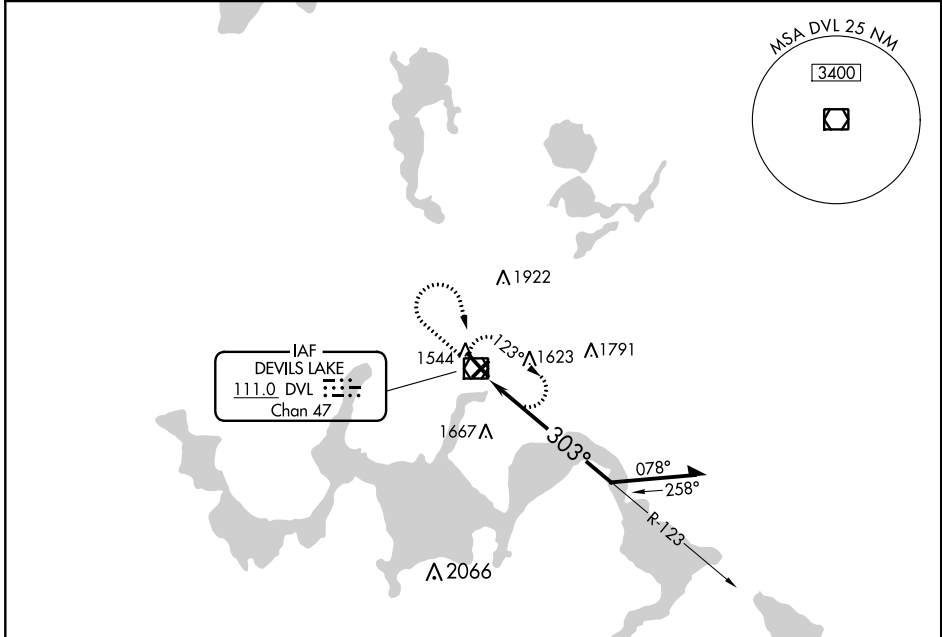 MSA DVL 25 NM
3400
1922
123°
1544
1623
1791
IAF
DEVILS LAKE
111.0 DVL
Chan 47
1667
303°
078°
258°
R-123
2066